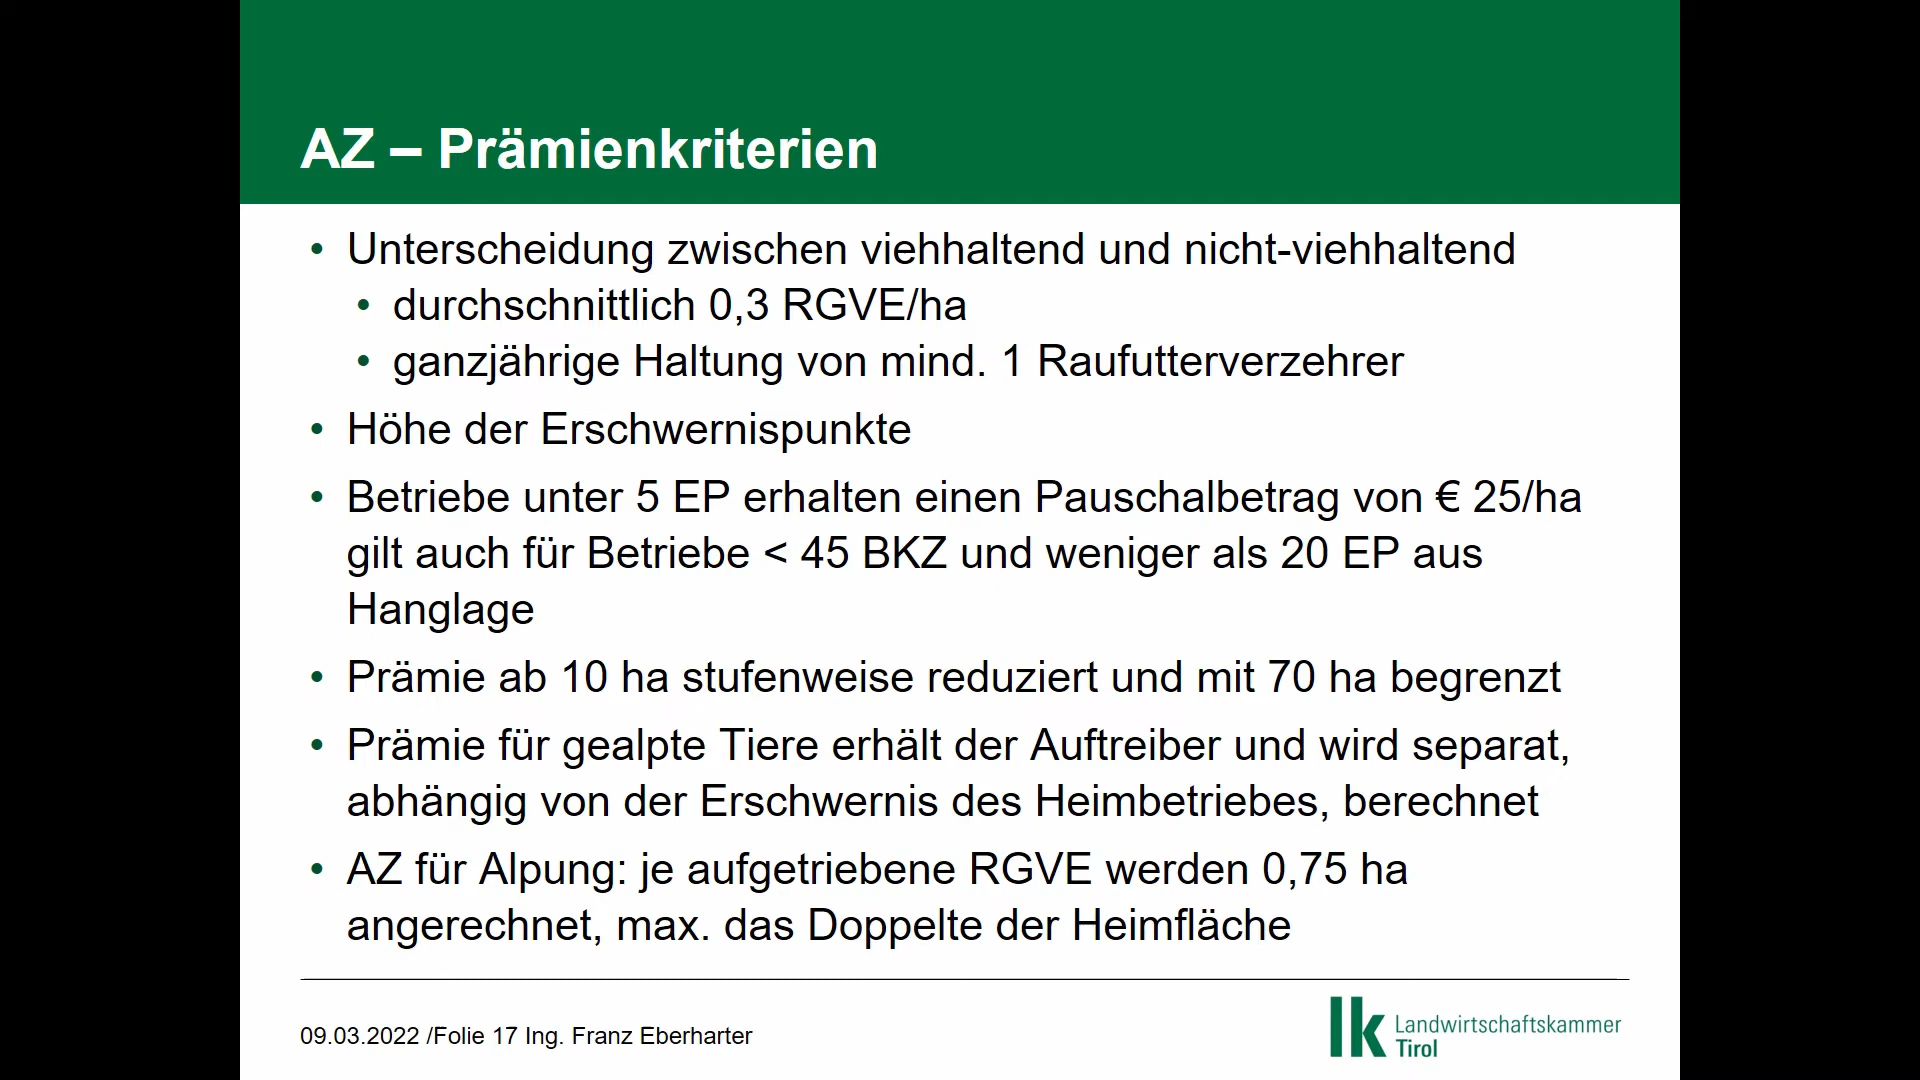 AZ – Prämienkriterien
• Unterscheidung zwischen viehhaltend und nicht-viehhaltend
• durchschnittlich 0,3 RGVE/ha
• ganzjährige Haltung von mind. 1 Raufutterverzehrer
• Höhe der Erschwernispunkte
• Betriebe unter 5 EP erhalten einen Pauschalbetrag von € 25/ha
gilt auch für Betriebe < 45 BKZ und weniger als 20 EP aus
Hanglage
• Prämie ab 10 ha stufenweise reduziert und mit 70 ha begrenzt
• Prämie für gealpte Tiere erhält der Auftreiber und wird separat,
abhängig von der Erschwernis des Heimbetriebes, berechnet
• AZ für Alpung: je aufgetriebene RGVE werden 0,75 ha
angerechnet, max. das Doppelte der Heimfläche
09.03.2022 /Folie 17 Ing. Franz Eberharter
lk Landwirtschaftskammer
Tirol